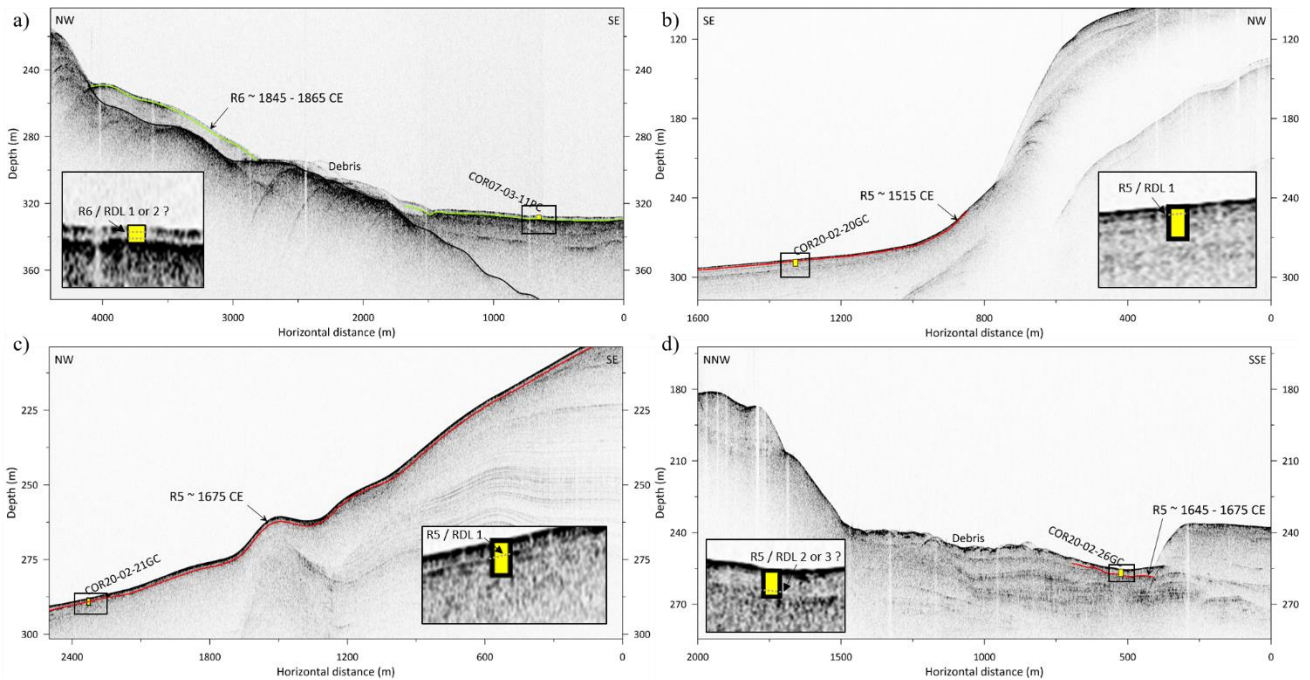 a)
NW
SE
240
260
280
300
320
340
360
240
280
320
360
Depth (m)
R6 ~ 1845 - 1865 CE
Debris
COR07-03-11PC
R6 / RDL 1 or 2 ?
4000
3000
2000
1000
0
Horizontal distance (m)
b)
SE
NW
120
180
240
300
120
180
240
300
Depth (m)
R5 ~ 1515 CE
COR20-02-20GC
R5 / RDL 1
1600
1200
800
400
0
Horizontal distance (m)
c)
NW
SE
225
250
275
300
225
250
275
300
Depth (m)
R5 ~ 1675 CE
COR20-02-21GC
R5 / RDL 1
2400
1800
1200
600
0
Horizontal distance (m)
d)
NNW
SSE
180
210
240
270
180
210
240
270
Depth (m)
R5 ~ 1645 - 1675 CE
COR20-02-26GC
Debris
R5 / RDL 2 or 3 ?
2000
1500
1000
500
0
Horizontal distance (m)